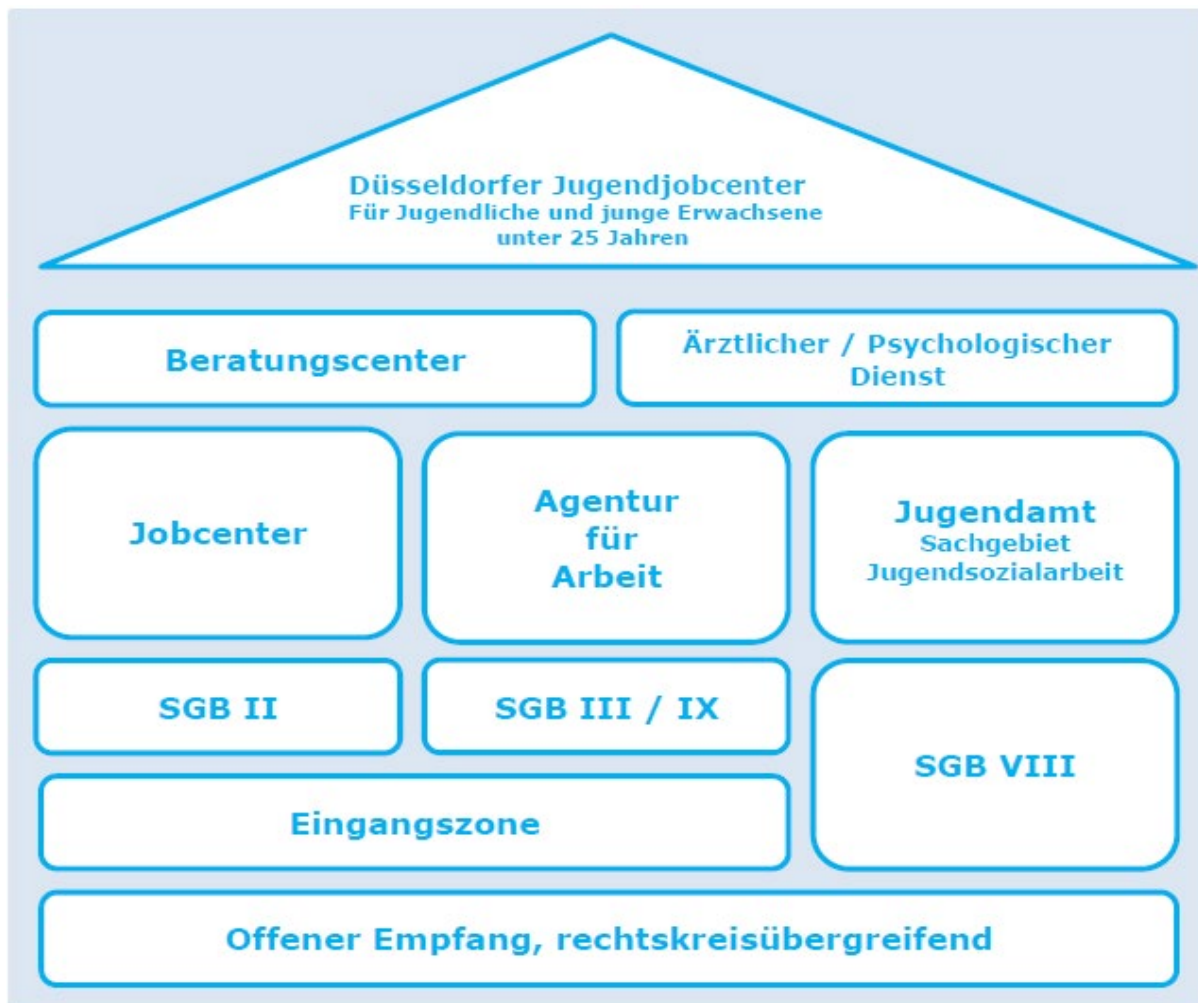 Düsseldorfer Jugendjobcenter
Für Jugendliche und junge Erwachsene
unter 25 Jahren
Beratungscenter
Ärztlicher / Psychologischer
Dienst
Jobcenter
Agentur
für
Arbeit
Jugendamt
Sachgebiet
Jugendsozialarbeit
SGB II
SGB III / IX
SGB VIII
Eingangszone
Offener Empfang, rechtskreisübergreifend